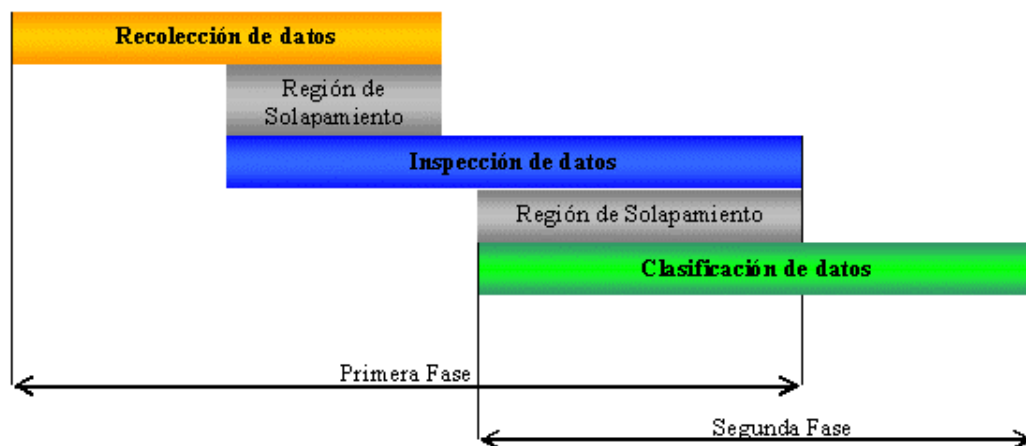 Recolección de datos
Región de
Solapamiento
Inspección de datos
Región de Solapamiento
Clasificación de datos
Primera Fase
Segunda Fase